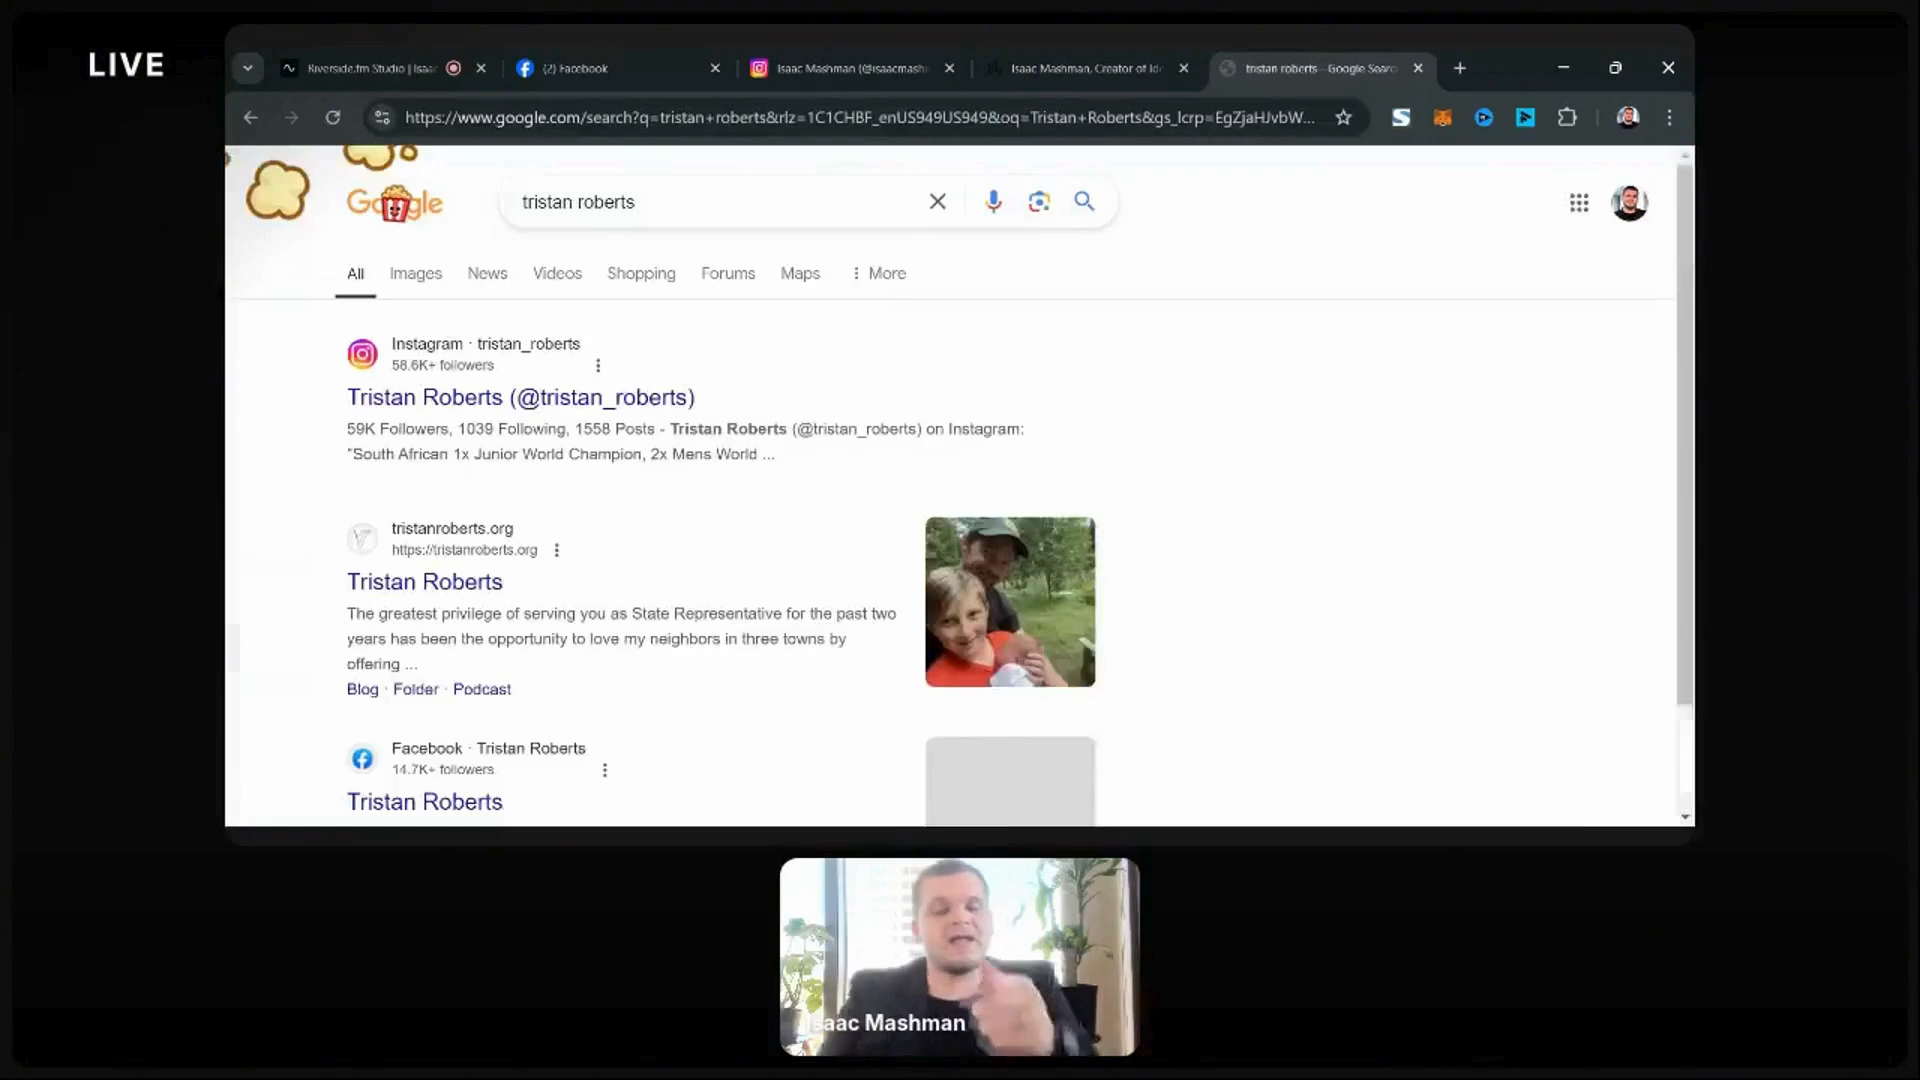 LIVE
Riverside.fm Studio | Isaa
(2) Facebook
Isaac Mashman (@isaacmashm
Isaac Mashman, Creator of Id
tristan roberts - Google Searc
https://www.google.com/search?q=tristan+roberts&rlz=1C1CHBF_enUS949US949&oq=Tristan+Roberts&gs_lcrp=EgZjaHJvbW...
Google
tristan roberts
All
Images
News
Videos
Shopping
Forums
Maps
More
Instagram · tristan_roberts
58.6K+ followers
Tristan Roberts (@tristan_roberts)
59K Followers, 1039 Following, 1558 Posts - Tristan Roberts (@tristan_roberts) on Instagram:
"South African 1x Junior World Champion, 2x Mens World ...
tristanroberts.org
https://tristanroberts.org
Tristan Roberts
The greatest privilege of serving you as State Representative for the past two
years has been the opportunity to love my neighbors in three towns by
offering ...
Blog · Folder · Podcast
Facebook · Tristan Roberts
14.7K+ followers
Tristan Roberts
Isaac Mashman